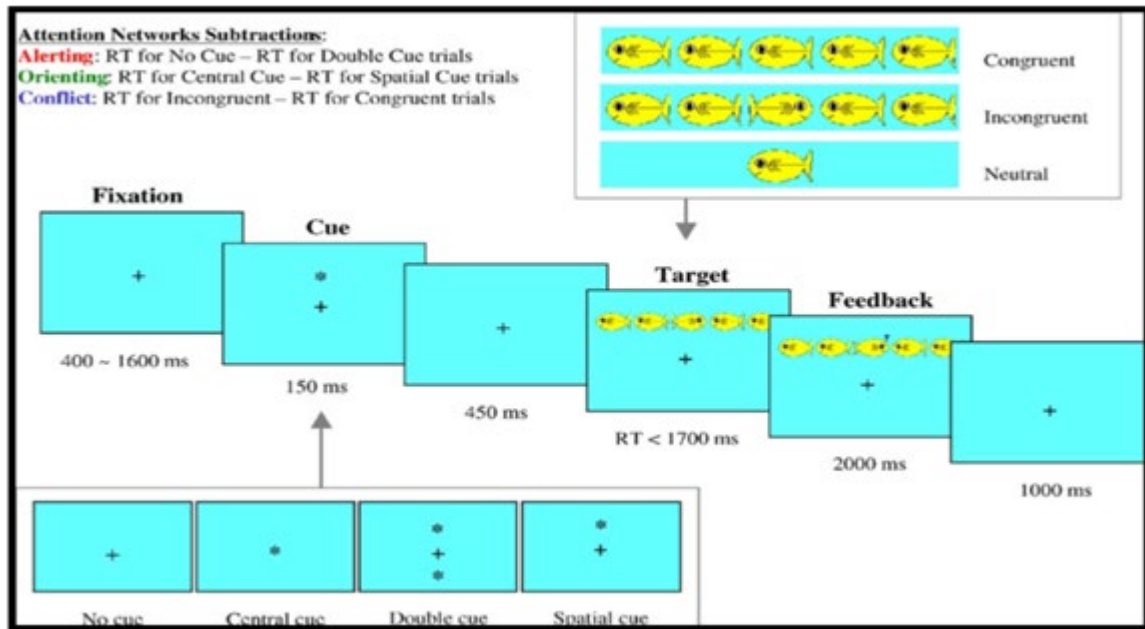 Attention Networks Subtractions:
Alerting: RT for No Cue – RT for Double Cue trials
Orienting: RT for Central Cue – RT for Spatial Cue trials
Conflict: RT for Incongruent – RT for Congruent trials
Congruent
Incongruent
Neutral
Fixation
Cue
Target
Feedback
400 ~ 1600 ms
150 ms
450 ms
RT < 1700 ms
2000 ms
1000 ms
No cue
Central cue
Double cue
Spatial cue